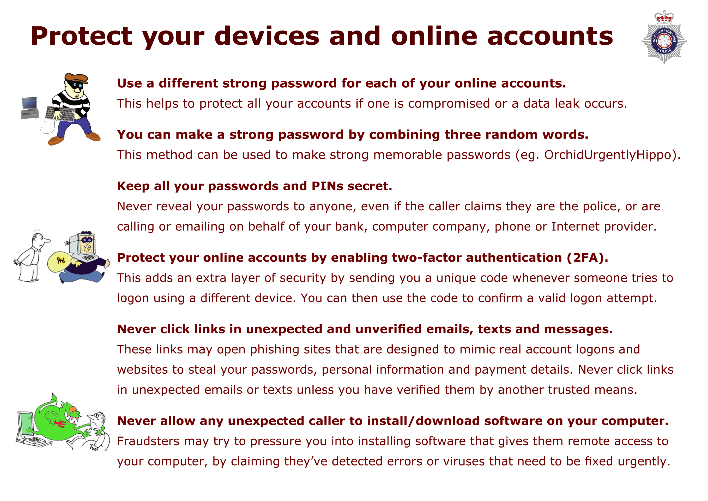 Protect your devices and online accounts
Use a different strong password for each of your online accounts.
This helps to protect all your accounts if one is compromised or a data leak occurs.
You can make a strong password by combining three random words.
This method can be used to make strong memorable passwords (eg. OrchidUrgentlyHippo).
Keep all your passwords and PINs secret.
Never reveal your passwords to anyone, even if the caller claims they are the police, or are
calling or emailing on behalf of your bank, computer company, phone or Internet provider.
Protect your online accounts by enabling two-factor authentication (2FA).
This adds an extra layer of security by sending you a unique code whenever someone tries to
logon using a different device. You can then use the code to confirm a valid logon attempt.
Never click links in unexpected and unverified emails, texts and messages.
These links may open phishing sites that are designed to mimic real account logons and
websites to steal your passwords, personal information and payment details. Never click links
in unexpected emails or texts unless you have verified them by another trusted means.
Never allow any unexpected caller to install/download software on your computer.
Fraudsters may try to pressure you into installing software that gives them remote access to
your computer, by claiming they’ve detected errors or viruses that need to be fixed urgently.